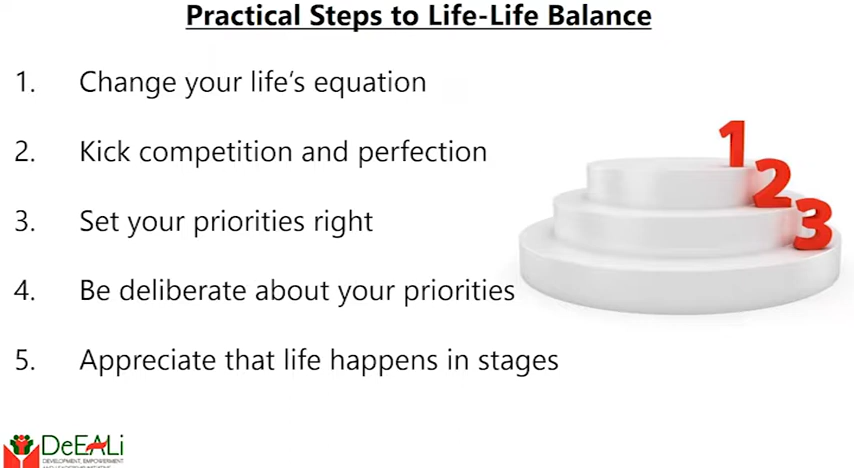 Practical Steps to Life-Life Balance
1. Change your life's equation
2. Kick competition and perfection
3. Set your priorities right
4. Be deliberate about your priorities
5. Appreciate that life happens in stages
1
2
3
DeEALi
DEVELOPMENT, EMPOWERMENT